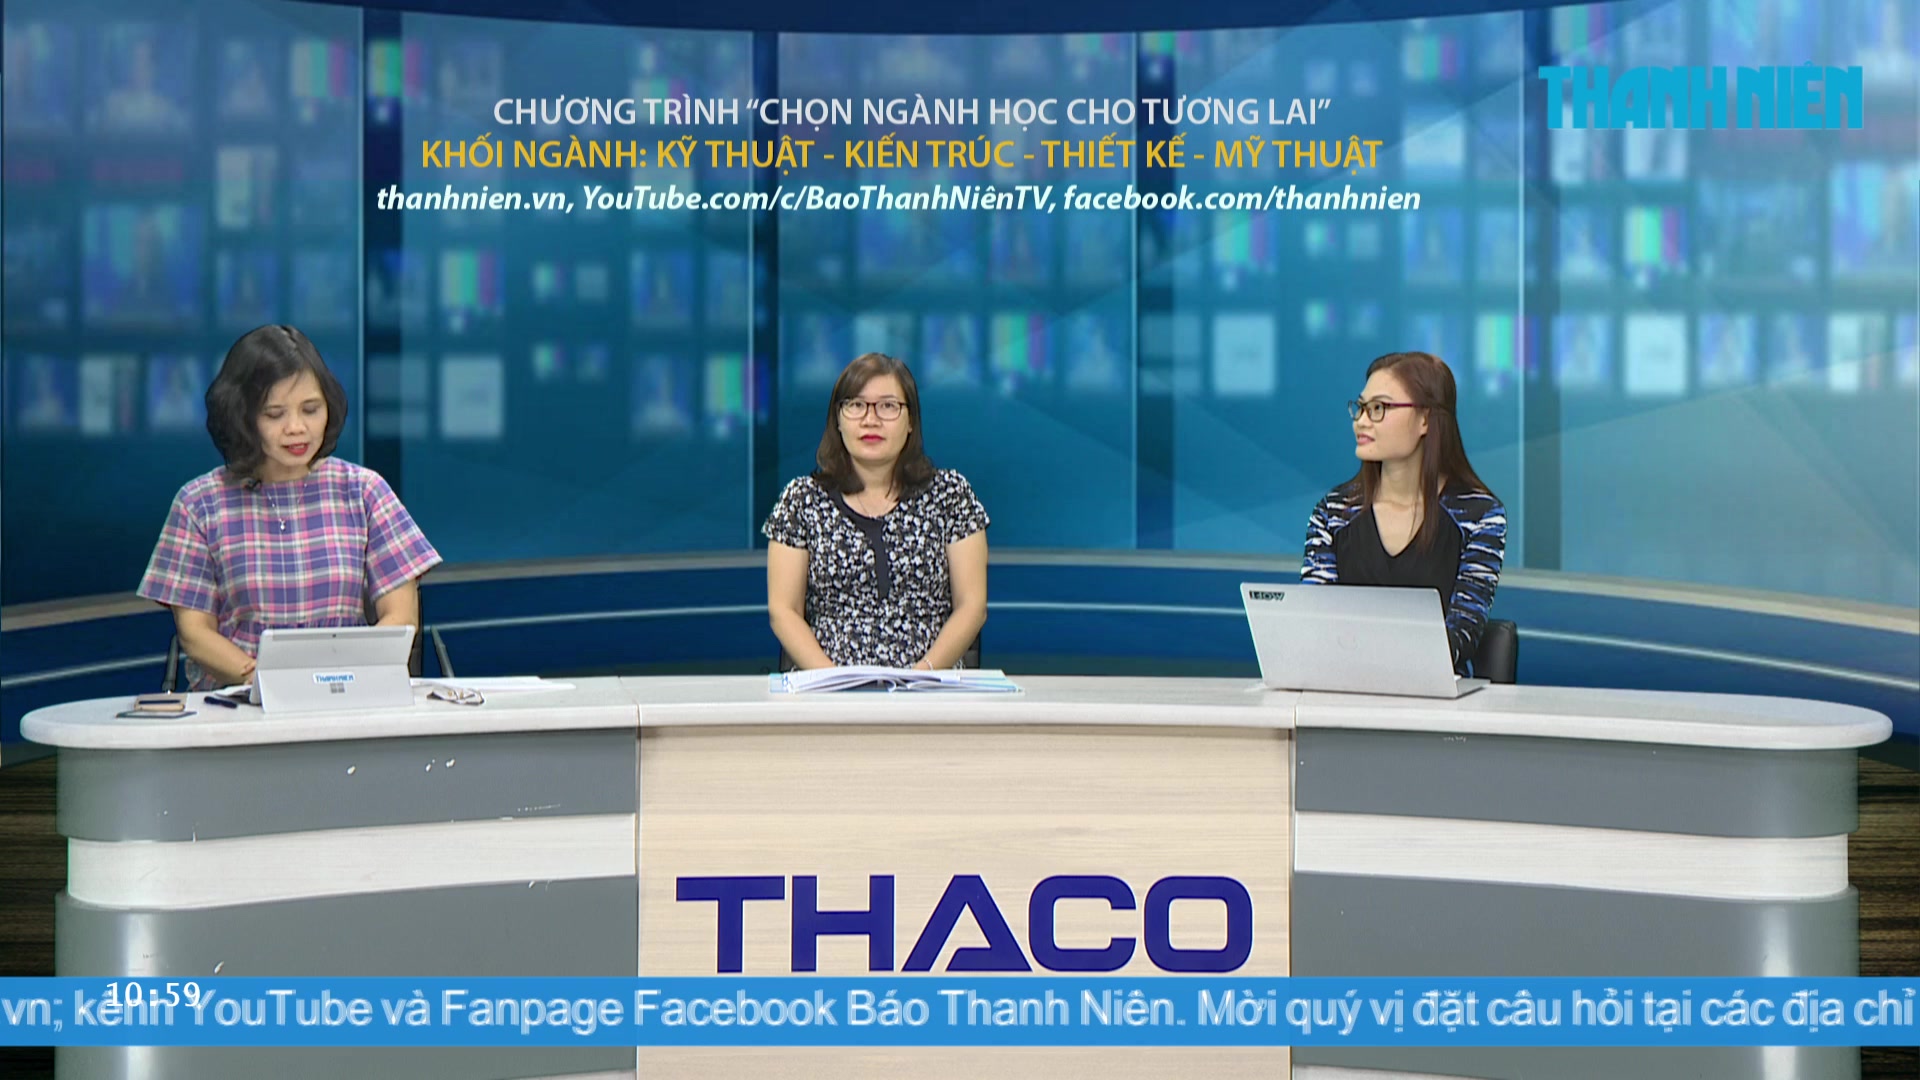 THANH NIÊN
CHƯƠNG TRÌNH “CHỌN NGÀNH HỌC CHO TƯƠNG LAI”
KHỐI NGÀNH: KỸ THUẬT - KIẾN TRÚC - THIẾT KẾ - MỸ THUẬT
thanhnien.vn, YouTube.com/c/BaoThanhNiênTV, facebook.com/thanhnien
THANH NIÊN
THACO
10:59
vn; kênh YouTube và Fanpage Facebook Báo Thanh Niên. Mời quý vị đặt câu hỏi tại các địa chỉ